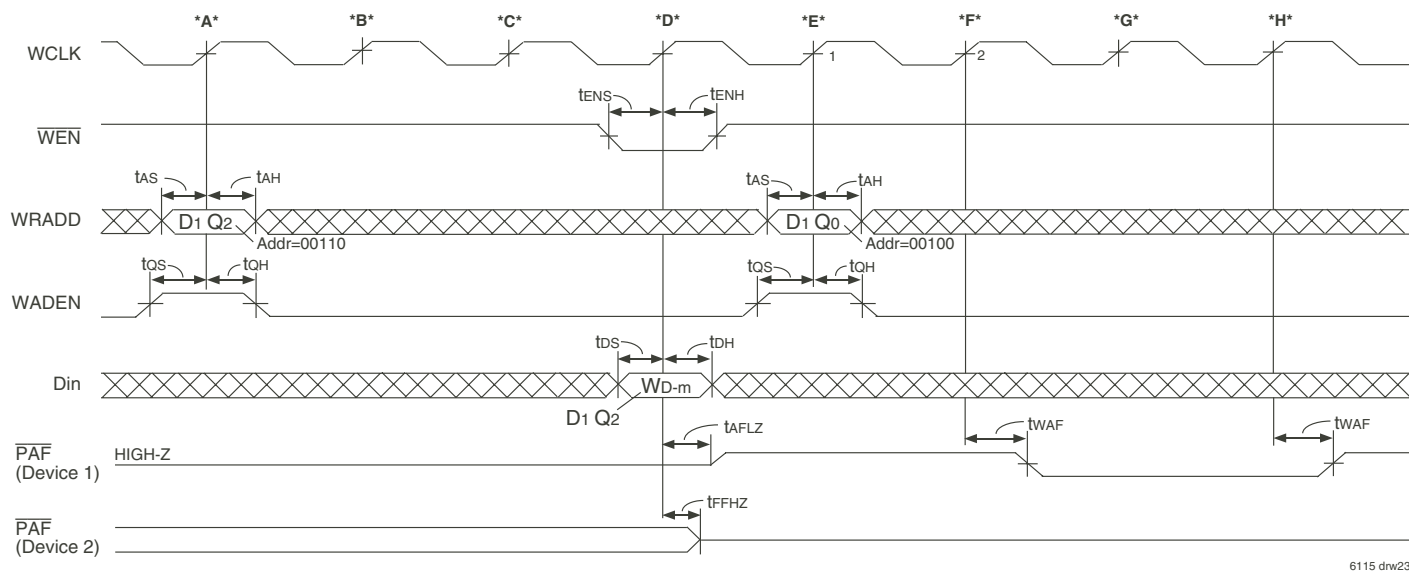 *A* *B* *C* *D* *E* *F* *G* *H*
WCLK 1 2
tENS tENH
WEN
tAS tAH tAS tAH
WRADD D1 Q2 D1 Q0
Addr=00110 Addr=00100
tQS tQH tQS tQH
WADEN
tDS tDH
Din WD-m
D1 Q2
tAFLZ tWAF tWAF
PAF HIGH-Z
(Device 1)
tFFHZ
PAF
(Device 2)
6115 drw23